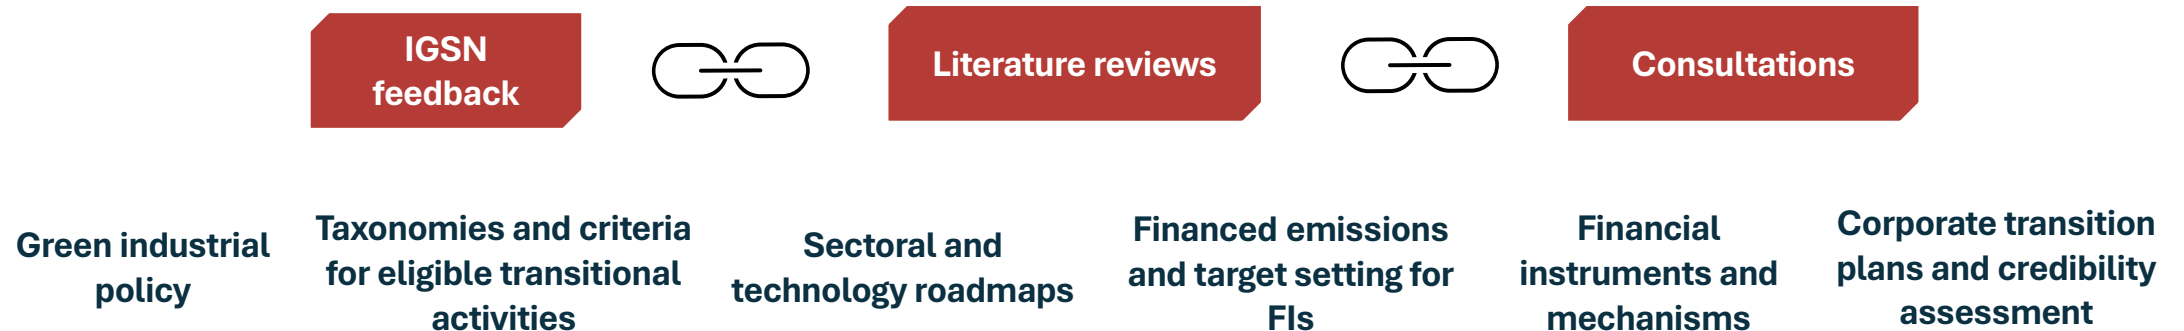 IGSN
feedback
Literature reviews
Consultations
Green industrial
policy
Taxonomies and criteria
for eligible transitional
activities
Sectoral and
technology roadmaps
Financed emissions
and target setting for
FIs
Financial
instruments and
mechanisms
Corporate transition
plans and credibility
assessment